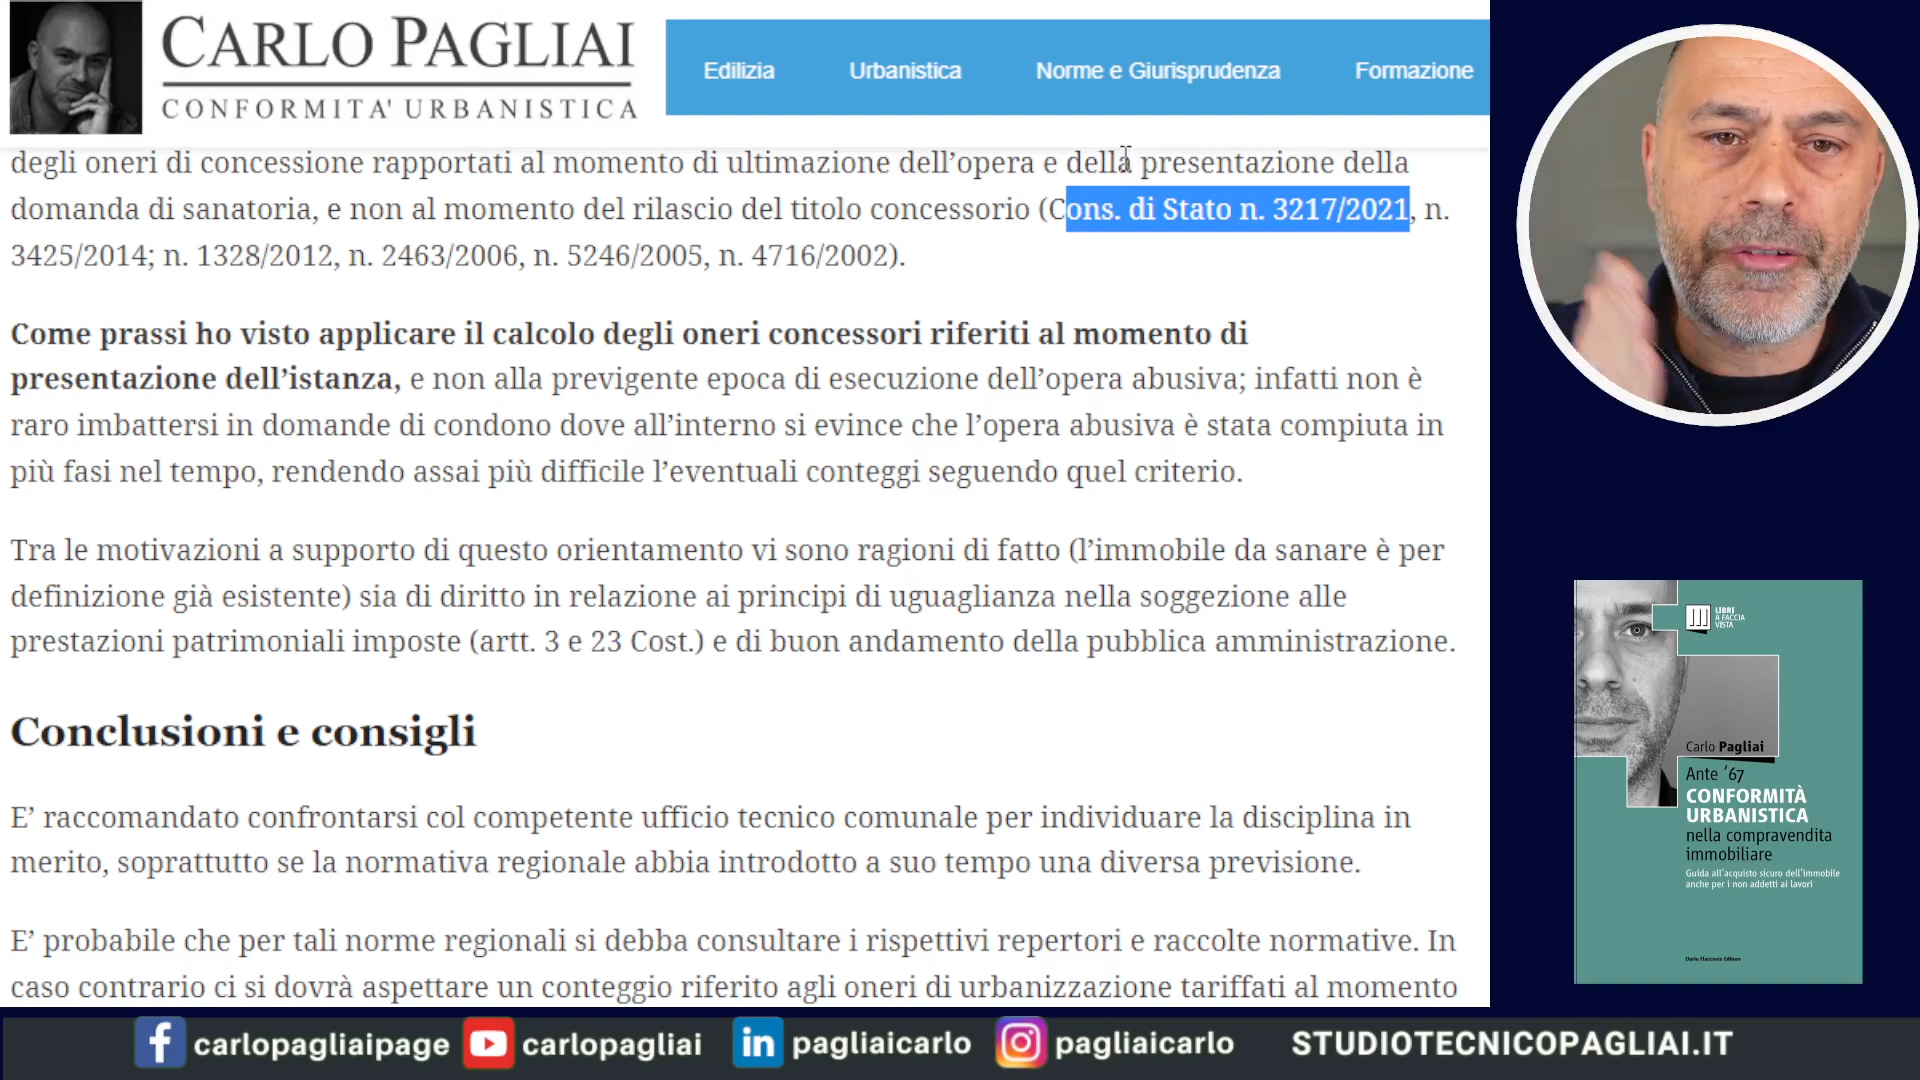 CARLO PAGLIAI
CONFORMITA' URBANISTICA
Edilizia Urbanistica Norme e Giurisprudenza Formazione
degli oneri di concessione rapportati al momento di ultimazione dell’opera e della presentazione della
domanda di sanatoria, e non al momento del rilascio del titolo concessorio (Cons. di Stato n. 3217/2021, n.
3425/2014; n. 1328/2012, n. 2463/2006, n. 5246/2005, n. 4716/2002).
Come prassi ho visto applicare il calcolo degli oneri concessori riferiti al momento di
presentazione dell’istanza, e non alla previgente epoca di esecuzione dell’opera abusiva; infatti non è
raro imbattersi in domande di condono dove all’interno si evince che l’opera abusiva è stata compiuta in
più fasi nel tempo, rendendo assai più difficile l’eventuali conteggi seguendo quel criterio.
Tra le motivazioni a supporto di questo orientamento vi sono ragioni di fatto (l’immobile da sanare è per
definizione già esistente) sia di diritto in relazione ai principi di uguaglianza nella soggezione alle
prestazioni patrimoniali imposte (artt. 3 e 23 Cost.) e di buon andamento della pubblica amministrazione.
Conclusioni e consigli
E’ raccomandato confrontarsi col competente ufficio tecnico comunale per individuare la disciplina in
merito, soprattutto se la normativa regionale abbia introdotto a suo tempo una diversa previsione.
E’ probabile che per tali norme regionali si debba consultare i rispettivi repertori e raccolte normative. In
caso contrario ci si dovrà aspettare un conteggio riferito agli oneri di urbanizzazione tariffati al momento
LIBRI
A FACCIA
VISTA
Carlo Pagliai
Ante ’67
CONFORMITÀ
URBANISTICA
nella compravendita
immobiliare
Guida all’acquisto sicuro dell’immobile
anche per i non addetti ai lavori
Dario Flaccovio Editore
carlopagliaipage carlopagliai pagliaicarlo pagliaicarlo STUDIOTECNICOPAGLIAI.IT